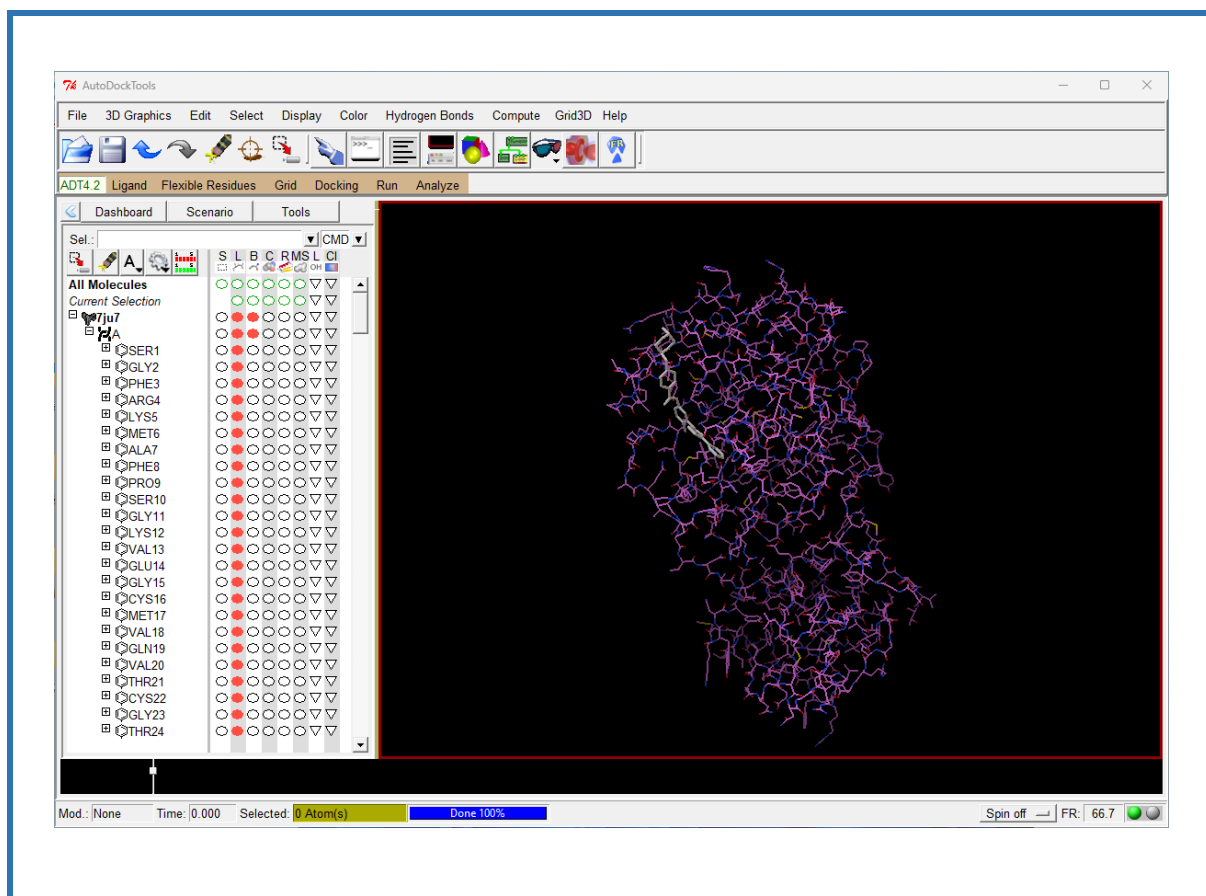 AutoDockTools
File 3D Graphics Edit Select Display Color Hydrogen Bonds Compute Grid3D Help
ADT4.2 Ligand Flexible Residues Grid Docking Run Analyze
Dashboard Scenario Tools
Sel.: CMD
A S L B C R MS L Cl
OH
All Molecules
Current Selection
7ju7
A
SER1
GLY2
PHE3
ARG4
LYS5
MET6
ALA7
PHE8
PRO9
SER10
GLY11
LYS12
VAL13
GLU14
GLY15
CYS16
MET17
VAL18
GLN19
VAL20
THR21
CYS22
GLY23
THR24
Mod.: None Time: 0.000 Selected: 0 Atom(s) Done 100% Spin off FR: 66.7